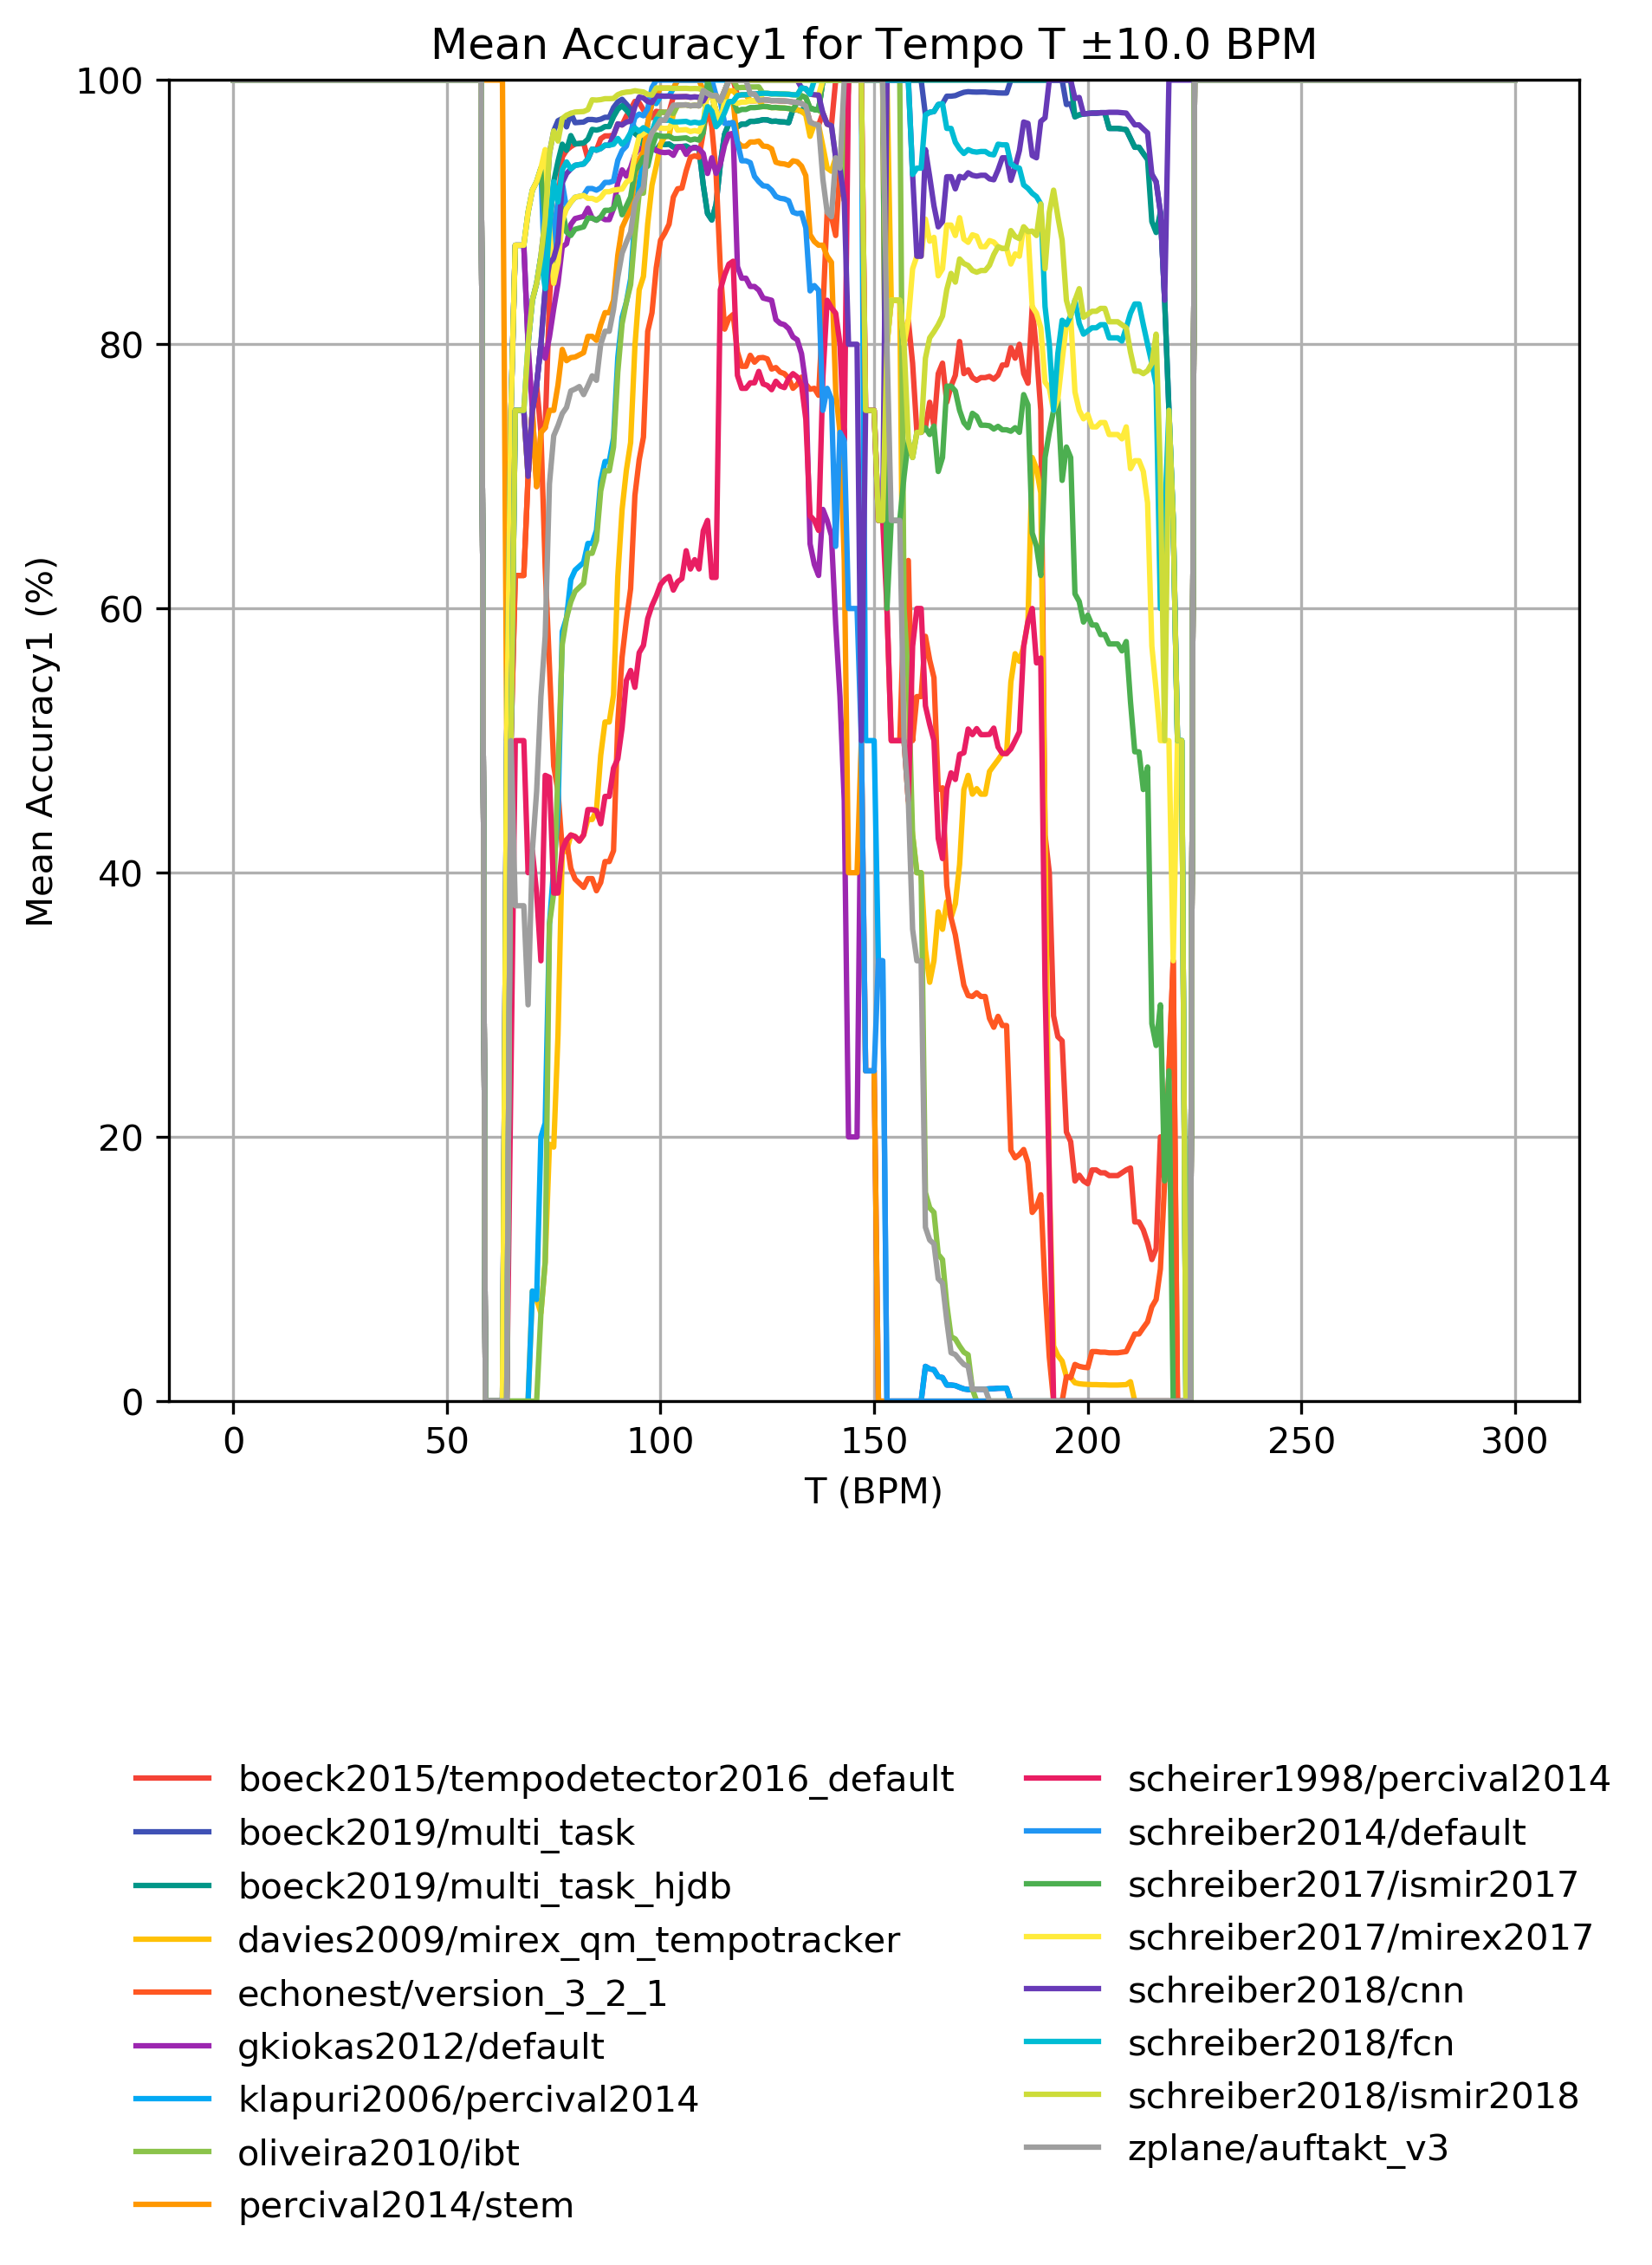 Mean Accuracy1 for Tempo T ±10.0 BPM
100
80
60
40
20
0
Mean Accuracy1 (%)
0 50 100 150 200 250 300
T (BPM)
boeck2015/tempodetector2016_default
boeck2019/multi_task
boeck2019/multi_task_hjdb
davies2009/mirex_qm_tempotracker
echonest/version_3_2_1
gkiokas2012/default
klapuri2006/percival2014
oliveira2010/ibt
percival2014/stem
scheirer1998/percival2014
schreiber2014/default
schreiber2017/ismir2017
schreiber2017/mirex2017
schreiber2018/cnn
schreiber2018/fcn
schreiber2018/ismir2018
zplane/auftakt_v3